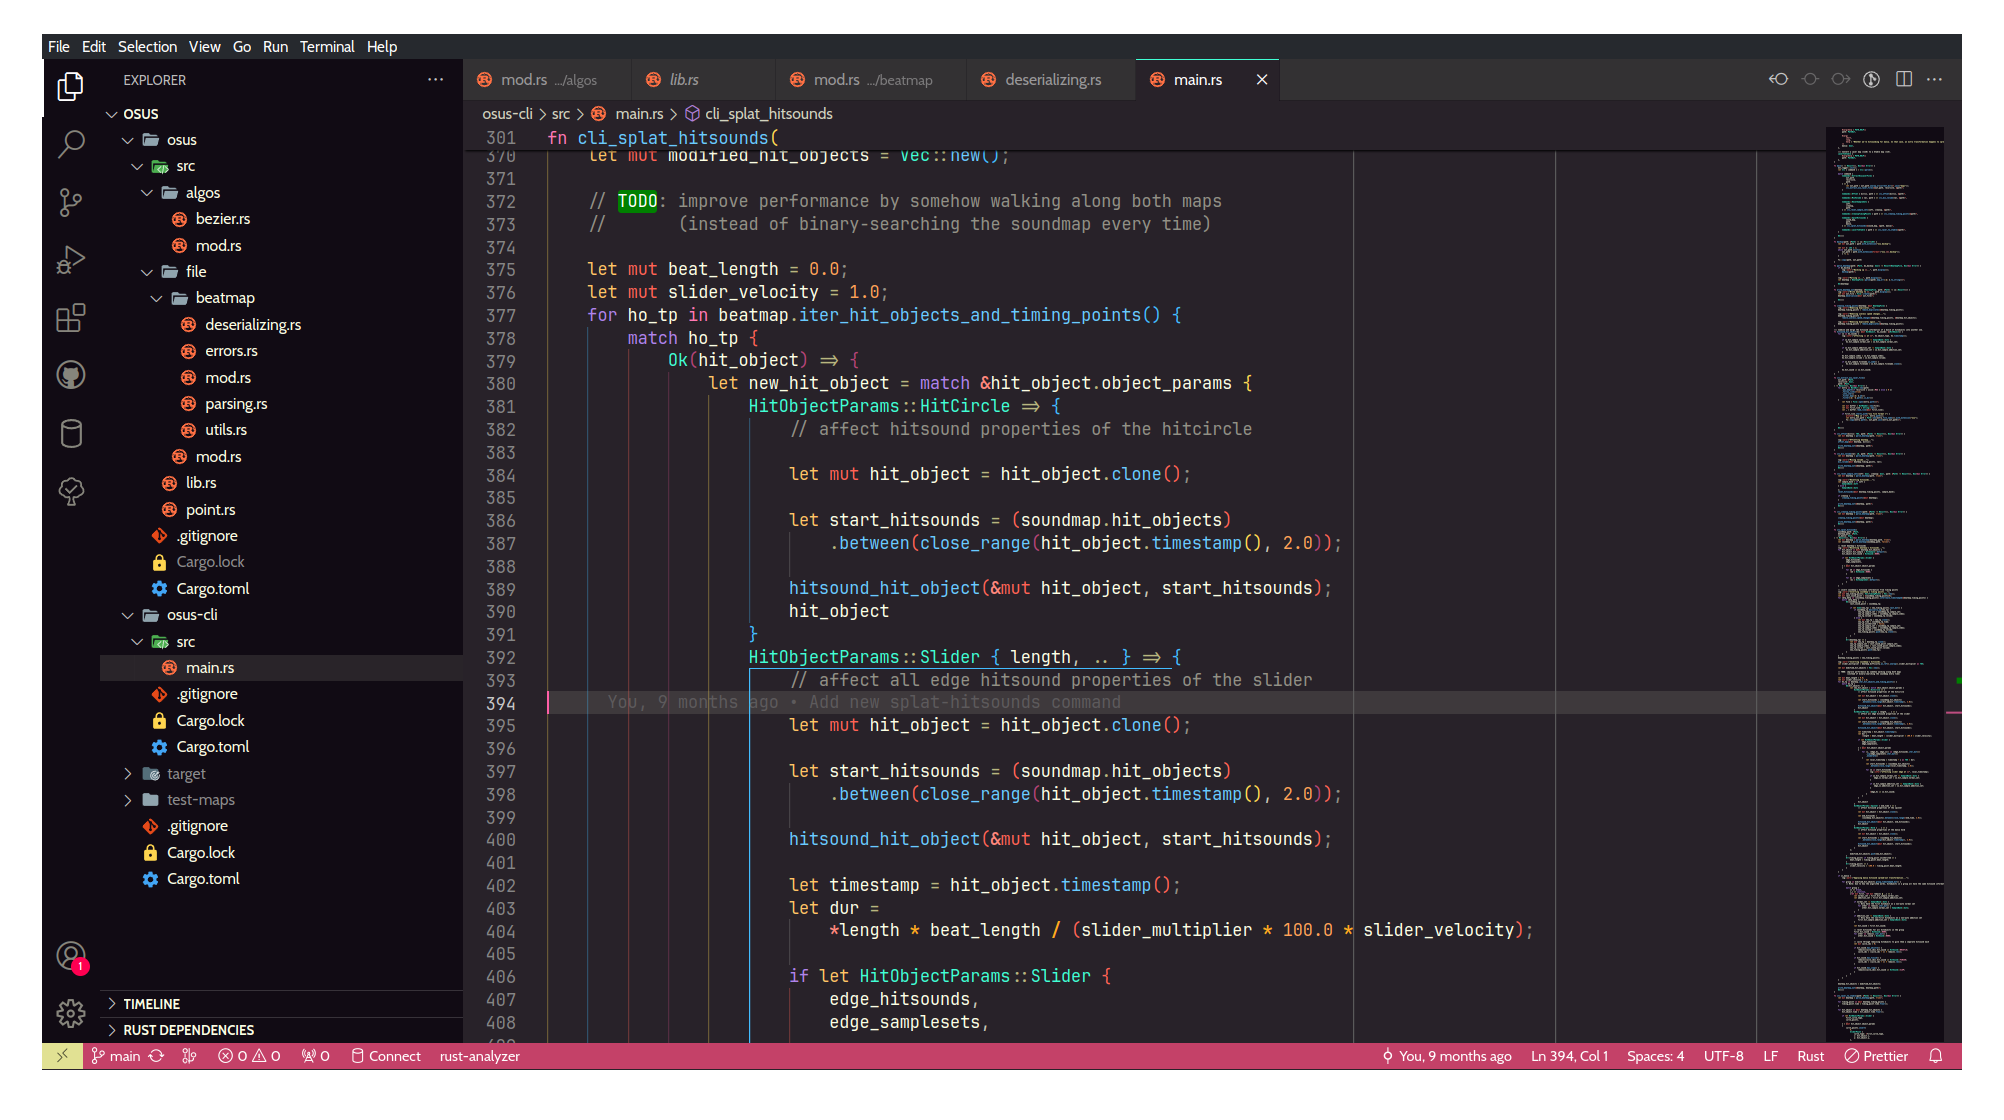 File Edit Selection View Go Run Terminal Help
EXPLORER ···
OSUS
osus
src
algos
bezier.rs
mod.rs
file
beatmap
deserializing.rs
errors.rs
mod.rs
parsing.rs
utils.rs
mod.rs
lib.rs
point.rs
.gitignore
Cargo.lock
Cargo.toml
osus-cli
src
main.rs
.gitignore
Cargo.lock
Cargo.toml
target
test-maps
.gitignore
Cargo.lock
Cargo.toml
1
TIMELINE
RUST DEPENDENCIES
mod.rs .../algos lib.rs mod.rs .../beatmap deserializing.rs main.rs
osus-cli > src > main.rs > cli_splat_hitsounds
301 fn cli_splat_hitsounds(
370 let mut modified_hit_objects = Vec::new();
371
372 // TODO: improve performance by somehow walking along both maps
373 // (instead of binary-searching the soundmap every time)
374
375 let mut beat_length = 0.0;
376 let mut slider_velocity = 1.0;
377 for ho_tp in beatmap.iter_hit_objects_and_timing_points() {
378 match ho_tp {
379 Ok(hit_object) => {
380 let new_hit_object = match &hit_object.object_params {
381 HitObjectParams::HitCircle => {
382 // affect hitsound properties of the hitcircle
383
384 let mut hit_object = hit_object.clone();
385
386 let start_hitsounds = (soundmap.hit_objects)
387 .between(close_range(hit_object.timestamp(), 2.0));
388
389 hitsound_hit_object(&mut hit_object, start_hitsounds);
390 hit_object
391 }
392 HitObjectParams::Slider { length, .. } => {
393 // affect all edge hitsound properties of the slider
394 You, 9 months ago • Add new splat-hitsounds command
395 let mut hit_object = hit_object.clone();
396
397 let start_hitsounds = (soundmap.hit_objects)
398 .between(close_range(hit_object.timestamp(), 2.0));
399
400 hitsound_hit_object(&mut hit_object, start_hitsounds);
401
402 let timestamp = hit_object.timestamp();
403 let dur =
404 *length * beat_length / (slider_multiplier * 100.0 * slider_velocity);
405
406 if let HitObjectParams::Slider {
407 edge_hitsounds,
408 edge_samplesets,
main 0 0 0 Connect rust-analyzer You, 9 months ago Ln 394, Col 1 Spaces: 4 UTF-8 LF Rust Prettier